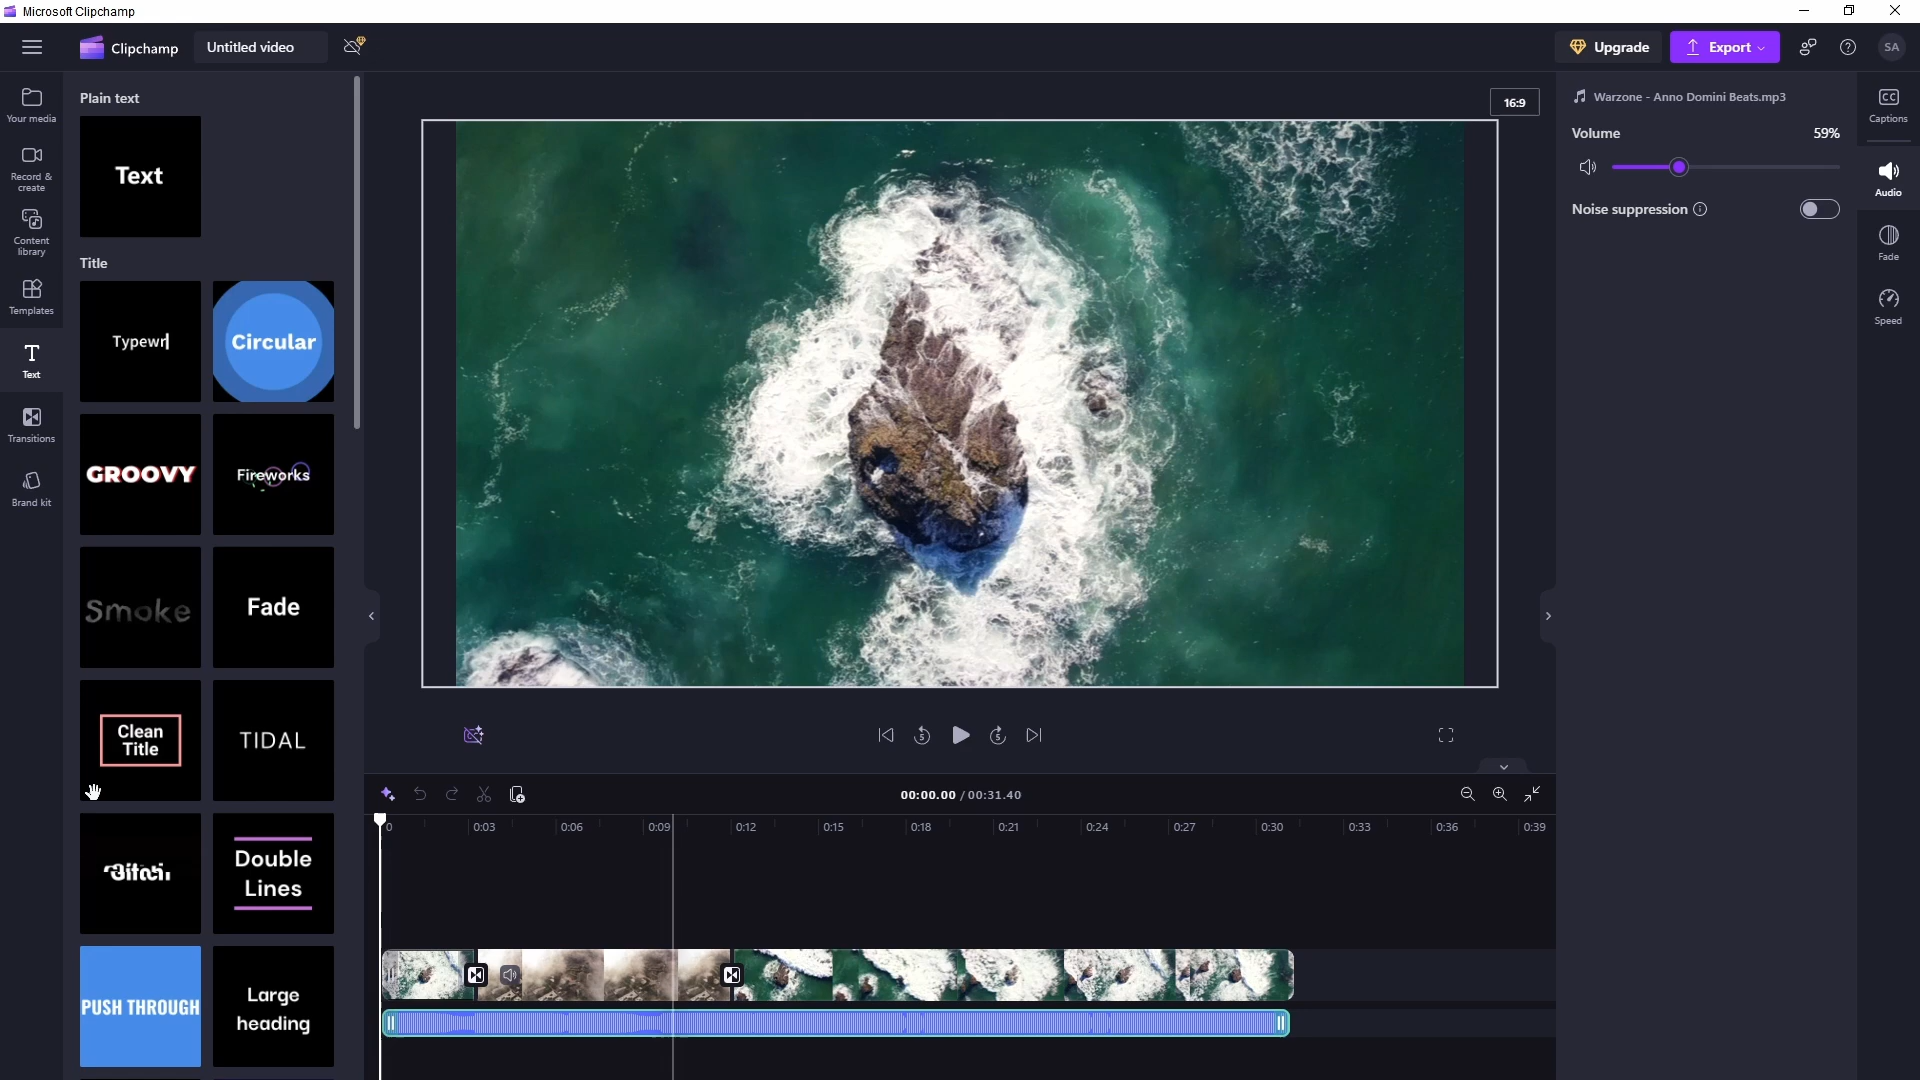 Microsoft Clipchamp
Clipchamp
Untitled video
Upgrade
Export
SA
Your media
Record &
create
Content
library
Templates
Text
Transitions
Brand kit
Plain text
Text
Title
Typewr
Circular
GROOVY
Fireworks
Smoke
Fade
Clean
Title
TIDAL
Double
Lines
PUSH THROUGH
Large
heading
16:9
5
5
00:00.00 / 00:31.40
0
0:03
0:06
0:09
0:12
0:15
0:18
0:21
0:24
0:27
0:30
0:33
0:36
0:39
Warzone - Anno Domini Beats.mp3
Volume
59%
Noise suppression
CC
Captions
Audio
Fade
Speed